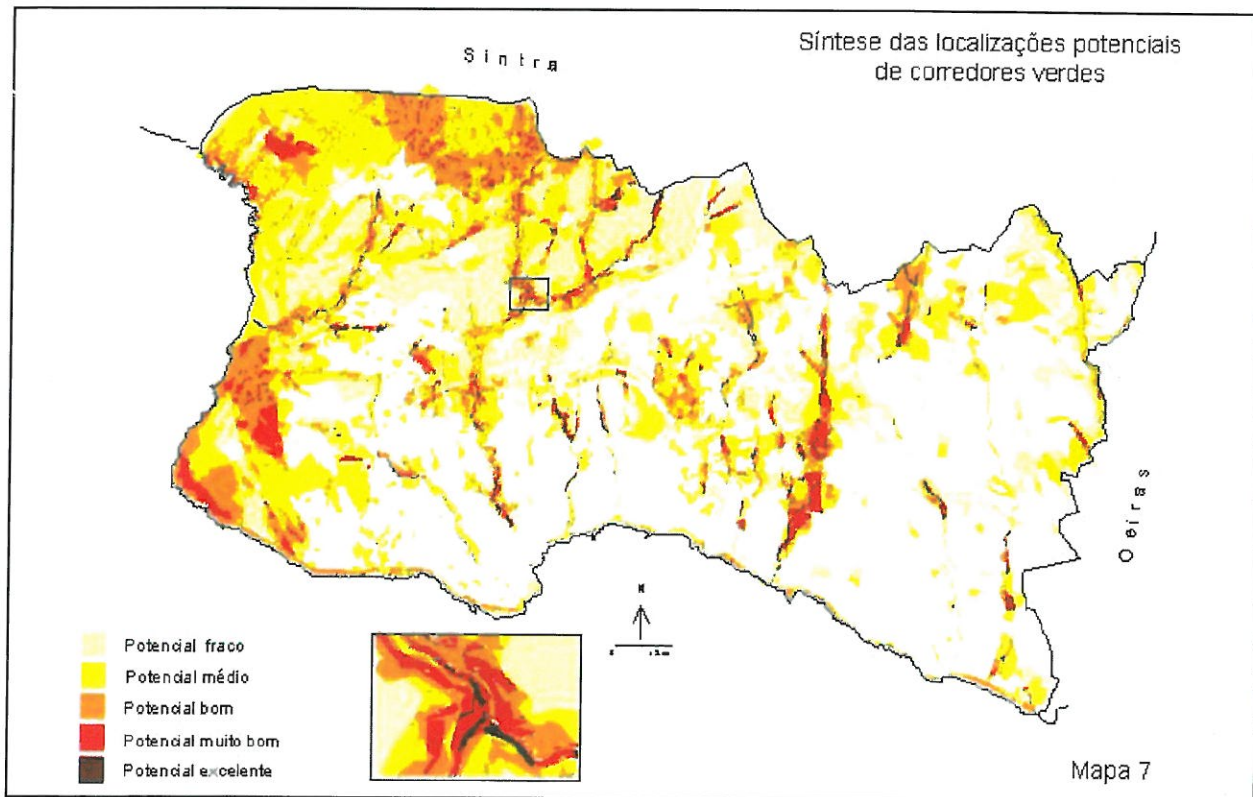 Síntese das localizações potenciais
de corredores verdes
Sintra
Oeiras
N
Potencial fraco
Potencial médio
Potencial bom
Potencial muito bom
Potencial excelente
Mapa 7